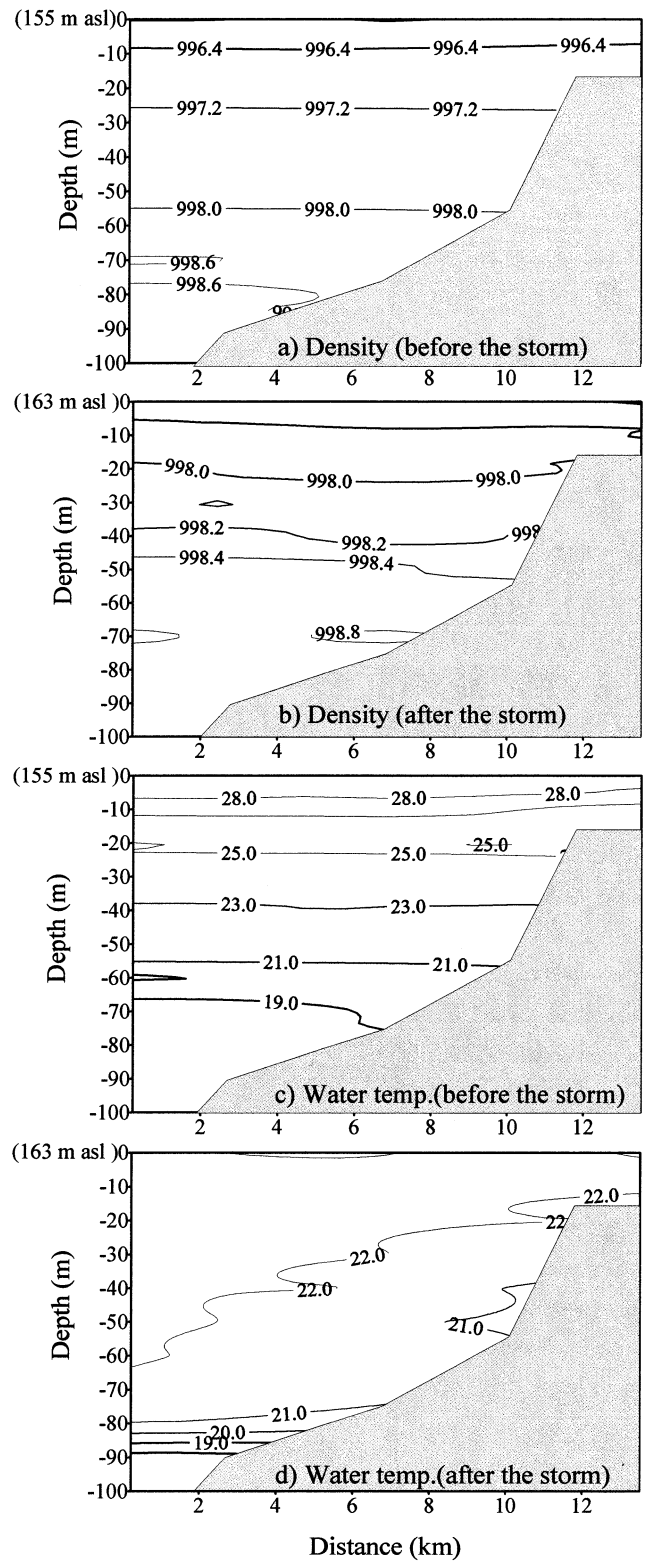 (155 m asl)0
-10
996.4 996.4 996.4 996.4
-20
997.2 997.2 997.2
-30
-40
-50
998.0 998.0 998.0
-60
-70
998.6
998.6
-80
-90
-100
Depth (m)
a) Density (before the storm)
2 4 6 8 10 12
(163 m asl )0
-10
-20
998.0 998.0 998.0
-30
-40
998.2 998.2 998
998.4 998.4
-50
-60
-70
998.8
-80
-90
-100
Depth (m)
b) Density (after the storm)
2 4 6 8 10 12
(155 m asl)0
28.0 28.0 28.0
-10
-20
25.0
25.0 25.0
-30
-40
23.0 23.0
-50
21.0 21.0
-60
19.0
-70
-80
-90
-100
Depth (m)
c) Water temp.(before the storm)
2 4 6 8 10 12
(163 m asl )0
-10
22.0
-20
22
-30
22.0
-40
22.0
-50
21.0
-60
-70
21.0
-80
20.0
19.0
-90
-100
Depth (m)
d) Water temp.(after the storm)
2 4 6 8 10 12
Distance (km)